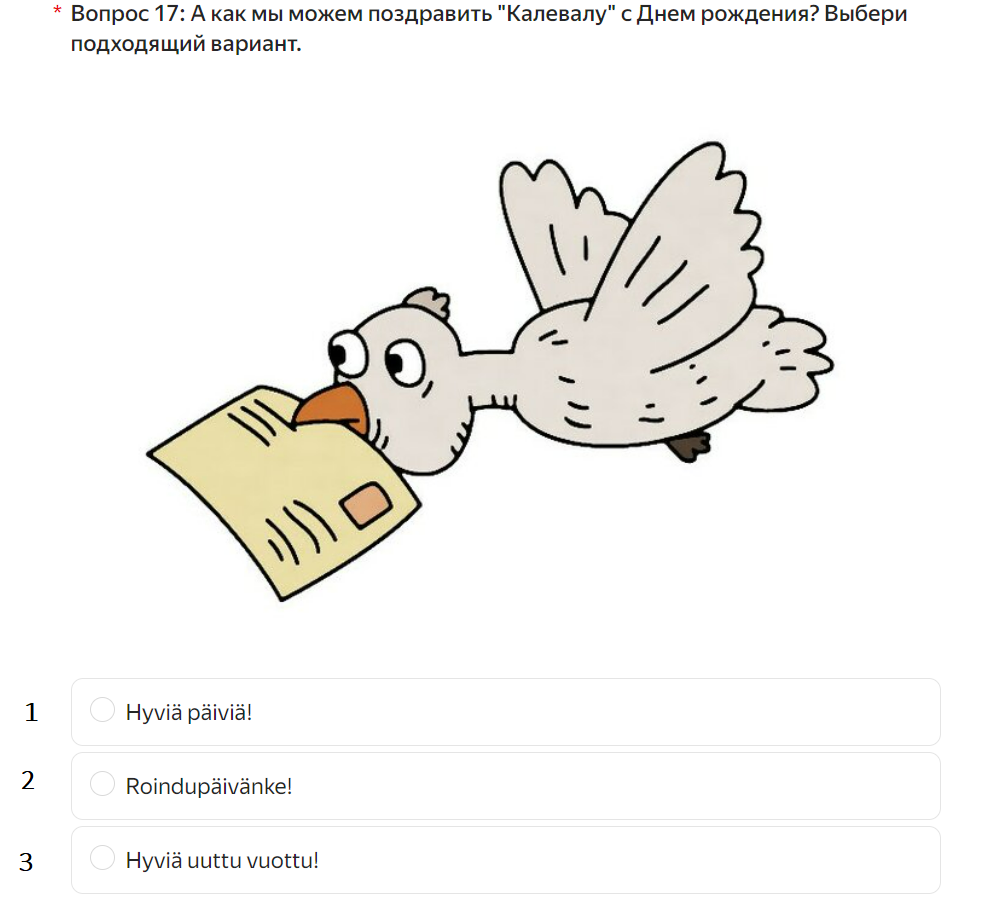 * Вопрос 17: А как мы можем поздравить "Калевалу" с Днем рождения? Выбери
подходящий вариант.
1 Hyviä päiviä!
2 Roindupäivänke!
3 Hyviä uuttu vuottu!